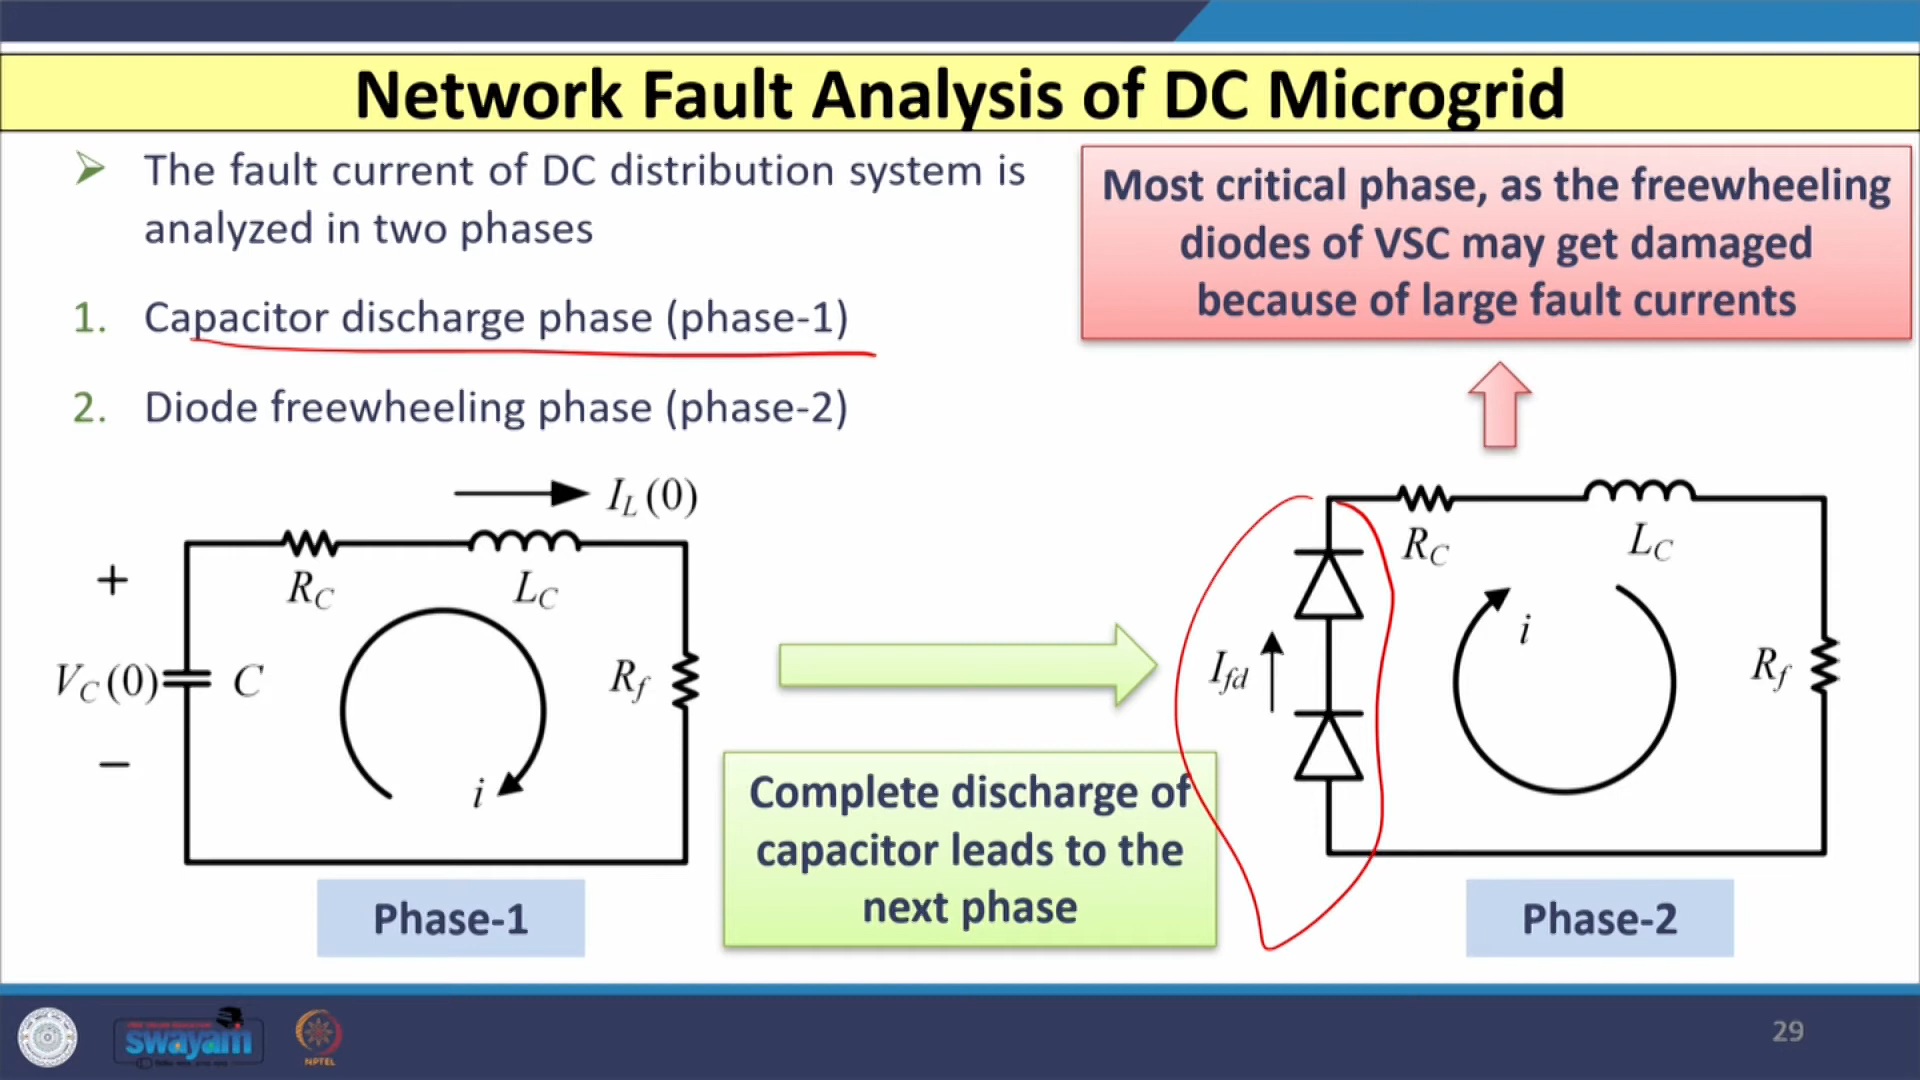 Network Fault Analysis of DC Microgrid
The fault current of DC distribution system is
analyzed in two phases
1. Capacitor discharge phase (phase-1)
2. Diode freewheeling phase (phase-2)
Most critical phase, as the freewheeling
diodes of VSC may get damaged
because of large fault currents
I_L(0)
+
R_C
L_C
V_C(0)
C
R_f
−
i
Phase-1
Complete discharge of
capacitor leads to the
next phase
R_C
L_C
i
I_fd
R_f
Phase-2
swayam
NPTEL
29